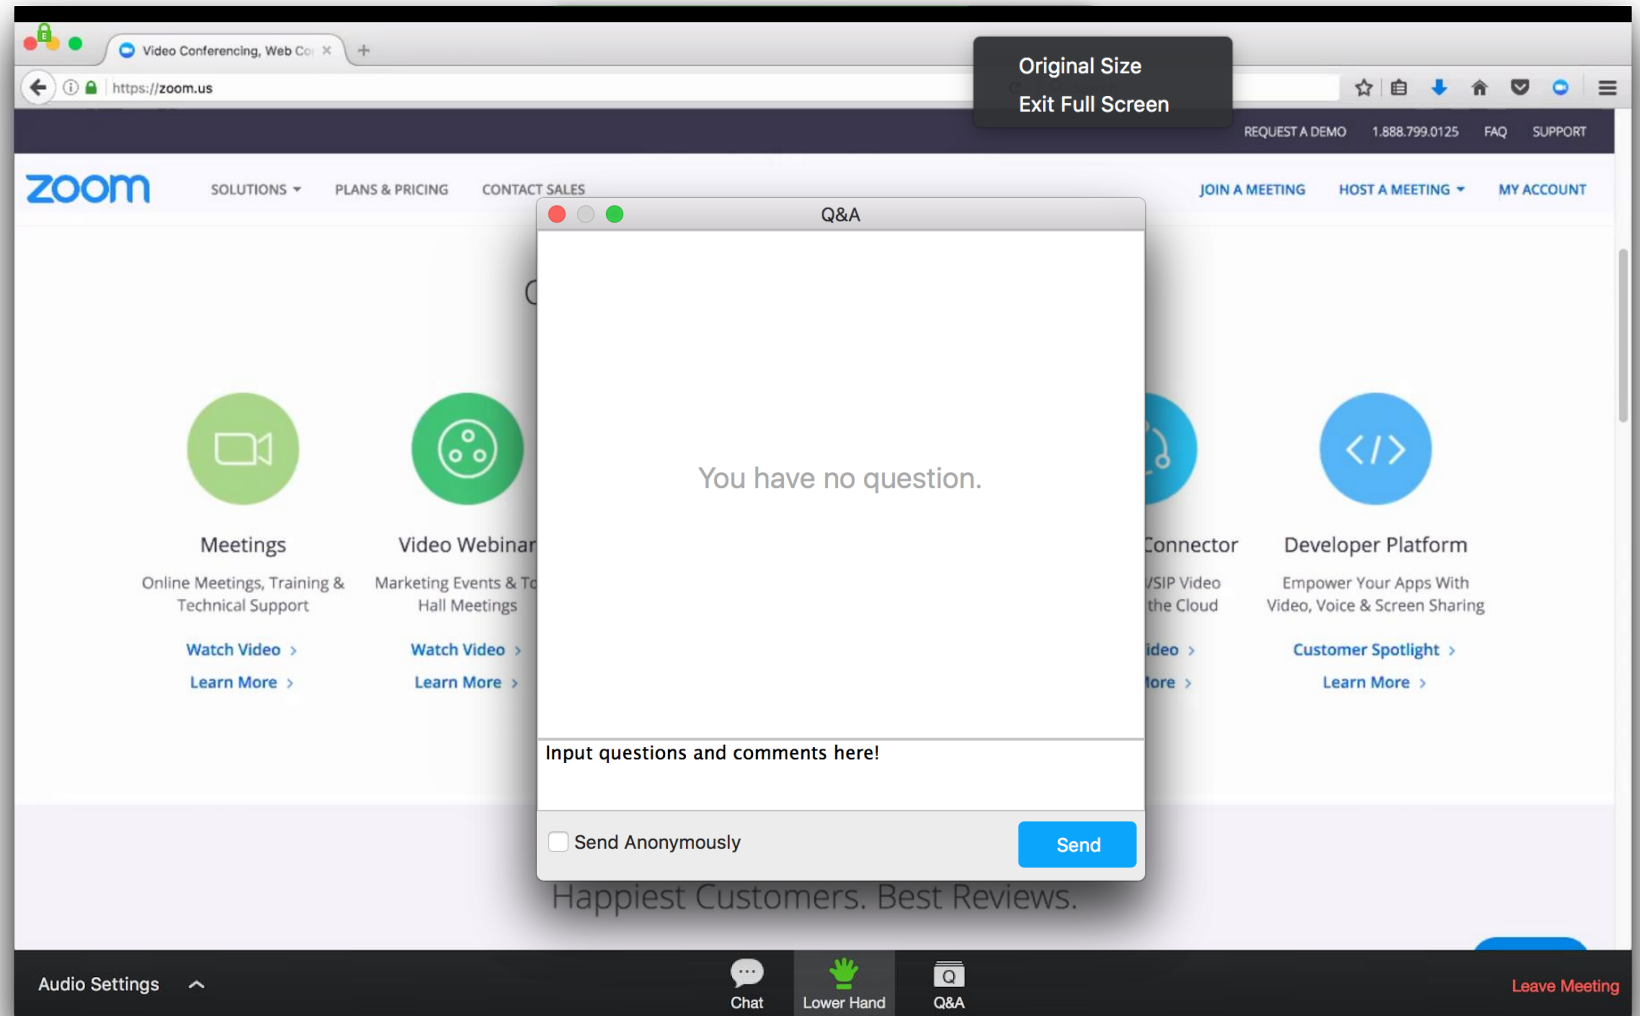 Video Conferencing, Web Co
Original Size
Exit Full Screen
https://zoom.us
REQUEST A DEMO 1.888.799.0125 FAQ SUPPORT
zoom SOLUTIONS PLANS & PRICING CONTACT SALES JOIN A MEETING HOST A MEETING MY ACCOUNT
Q&A
You have no question.
Meetings
Online Meetings, Training &
Technical Support
Watch Video
Learn More
Video Webinar
Marketing Events & To
Hall Meetings
Watch Video
Learn More
Connector
/SIP Video
the Cloud
ideo
ore
Developer Platform
Empower Your Apps With
Video, Voice & Screen Sharing
Customer Spotlight
Learn More
Input questions and comments here!
Send Anonymously Send
Happiest Customers. Best Reviews.
Audio Settings Chat Lower Hand Q&A Leave Meeting